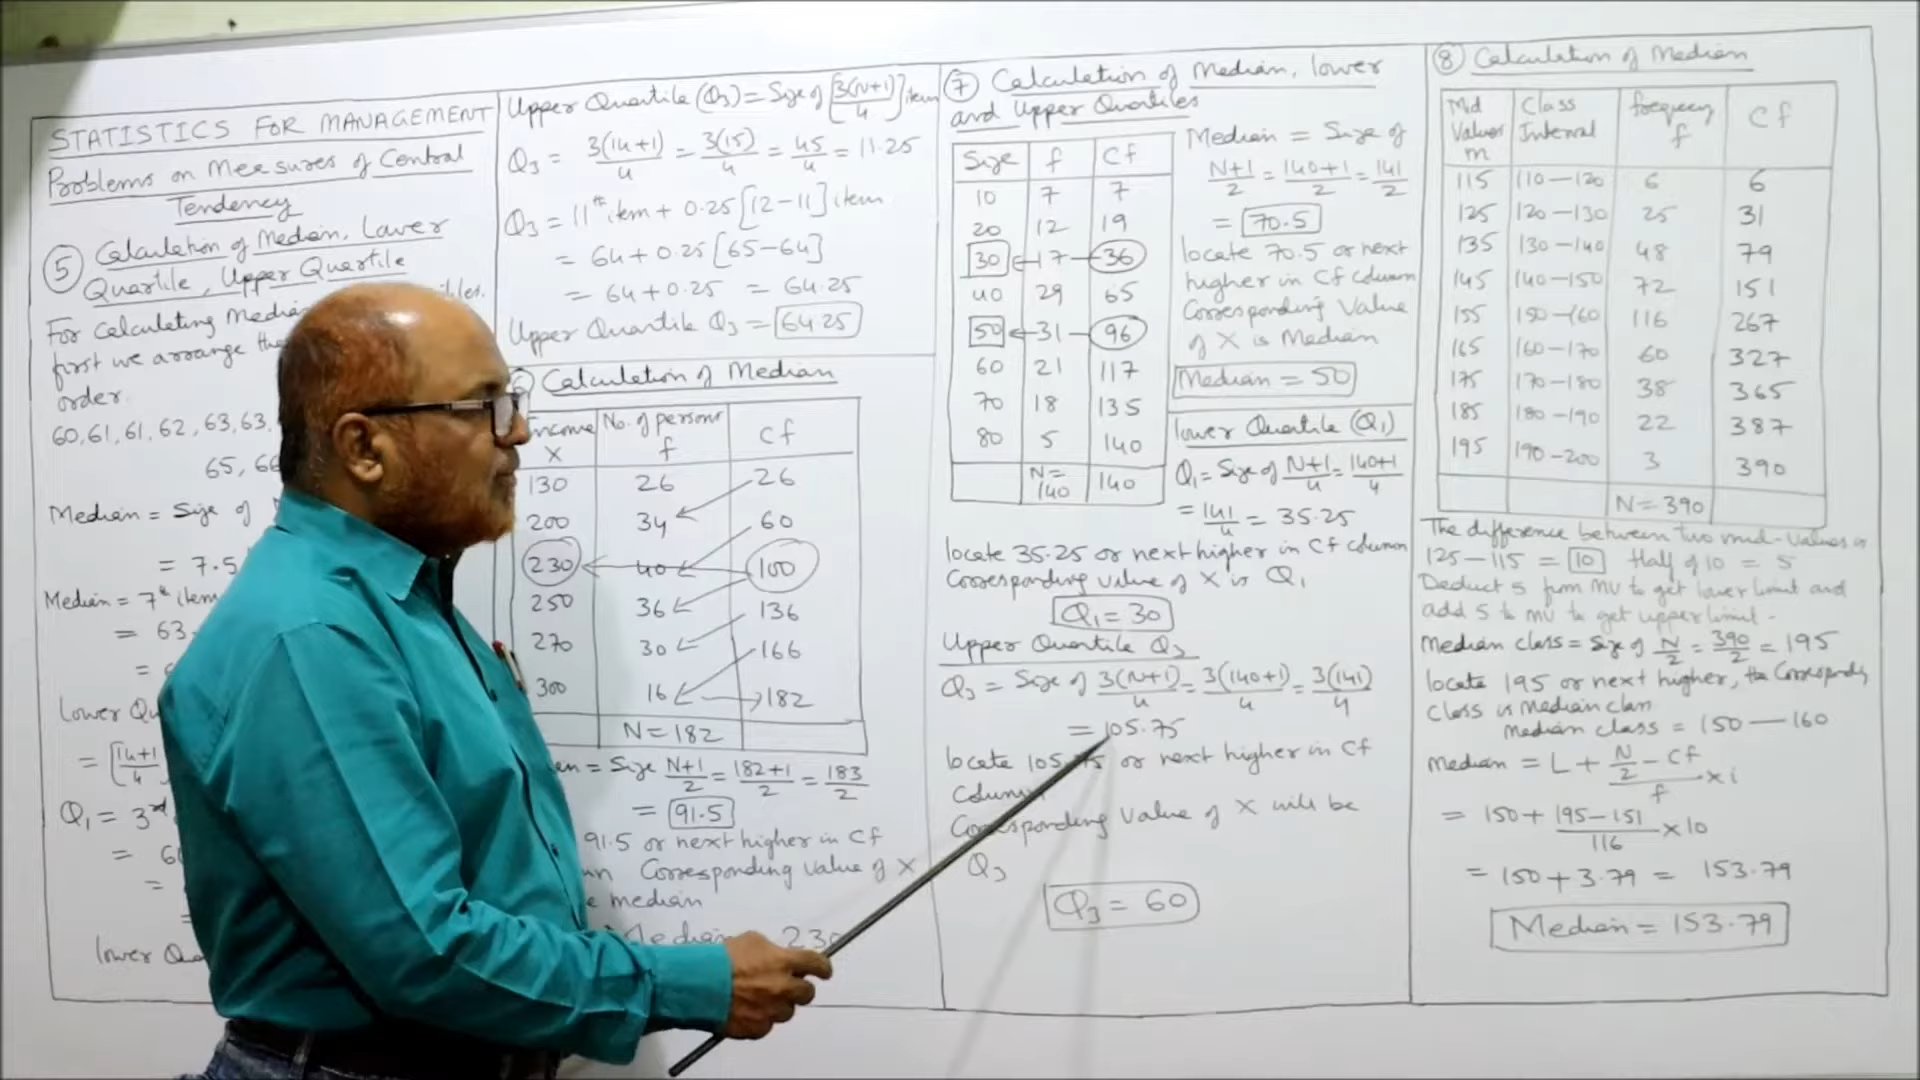 STATISTICS FOR MANAGEMENT
Problems on Measures of Central
Tendency
5 Calculation of Median, Lower
Quartile, Upper Quartile
For Calculating Media
first we arrange the
order.
60, 61, 61, 62, 63, 63,
65, 66
Median = Size of
= 7.5
Median = 7th item
= 63
Lower Qu
= [14+1/4
Q1 = 3rd
=
=
lower Qua
Upper Quartile (Q3) = Size of [3(N+1)/4] item
Q3 = 3(14+1)/4 = 3(15)/4 = 45/4 = 11.25
Q3 = 11th item + 0.25 [12-11] item
= 64 + 0.25 [65-64]
= 64 + 0.25 = 64.25
Upper Quartile Q3 = 64.25
6 Calculation of Median
Income X | No. of persons f | Cf
130 26 26
200 34 60
230 40 100
250 36 136
270 30 166
300 16 182
N = 182
= Size N+1/2 = 182+1/2 = 183/2
= 91.5
91.5 or next higher in Cf
Corresponding value of X
median
Median 230
7 Calculation of Median, lower
and Upper Quartiles
Size f Cf
10 7 7
20 12 19
30 17 36
40 29 65
50 31 96
60 21 117
70 18 135
80 5 140
N = 140 140
Median = Size of
N+1/2 = 140+1/2 = 141/2
= 70.5
locate 70.5 or next
higher in Cf Column
Corresponding Value
of X is Median
Median = 50
lower Quartile (Q1)
Q1 = Size of N+1/4 = 140+1/4
= 141/4 = 35.25
locate 35.25 or next higher in Cf column
Corresponding value of X is Q1
Q1 = 30
Upper Quartile Q3
Q3 = Size of 3(N+1)/4 = 3(140+1)/4 = 3(141)/4
= 105.75
locate 105.75 or next higher in Cf
Column
Corresponding Value of X will be
Q3
Q3 = 60
8 Calculation of Median
Mid Values m | Class Interval | frequency f | Cf
115 110-120 6 6
125 120-130 25 31
135 130-140 48 79
145 140-150 72 151
155 150-160 116 267
165 160-170 60 327
175 170-180 38 365
185 180-190 22 387
195 190-200 3 390
N = 390
The difference between two mid-values is
125-115 = 10 Half of 10 = 5
Deduct 5 from MV to get lower limit and
add 5 to MV to get upper limit.
Median class = Size of N/2 = 390/2 = 195
locate 195 or next higher, the Corresponding
Class is Median class
Median class = 150-160
Median = L + N/2 - Cf/f × i
= 150 + 195-151/116 × 10
= 150 + 3.79 = 153.79
Median = 153.79